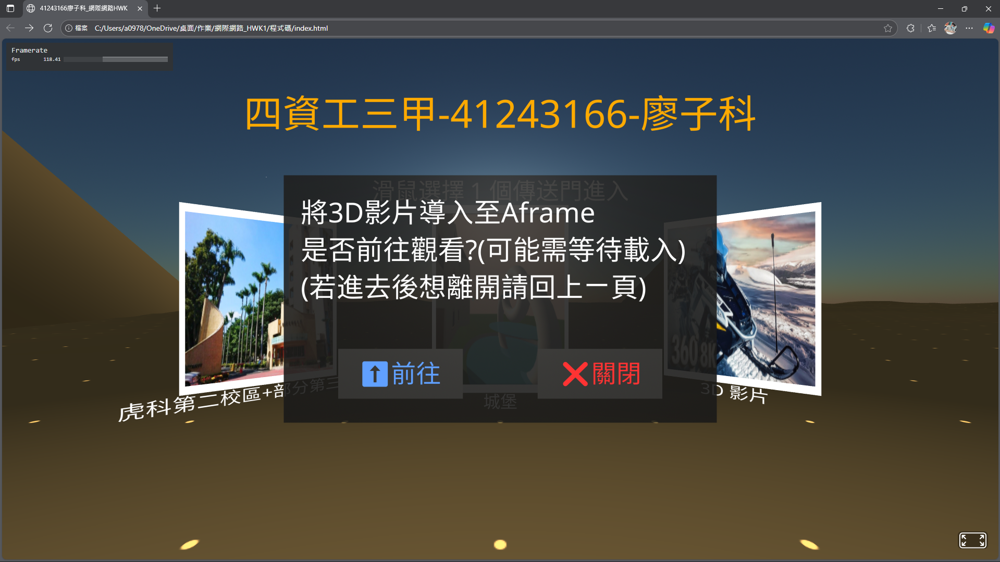 41243166廖子科_網際網路HWK
檔案 C:/Users/a0978/OneDrive/桌面/作業/網際網路_HWK1/程式碼/index.html
Framerate
fps 118.41
四資工三甲-41243166-廖子科
滑鼠選擇 1 個傳送門進入
將3D影片導入至Aframe
是否前往觀看?(可能需等待載入)
(若進去後想離開請回上一頁)
360 8K
前往
關閉
虎科第二校區+部分第三
城堡
3D 影片